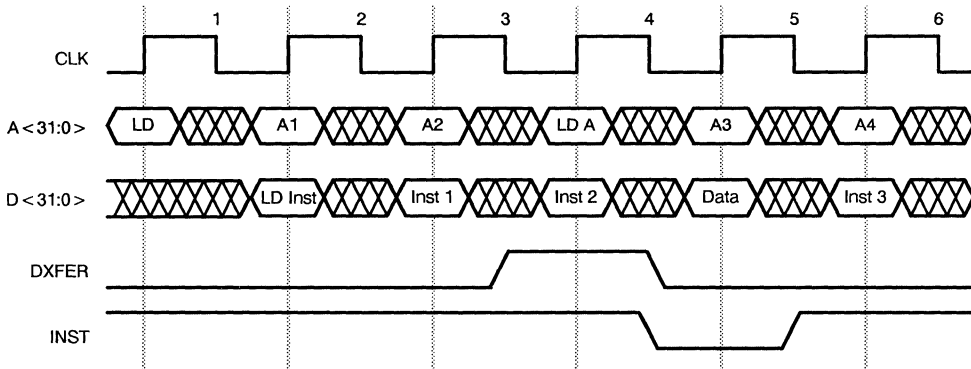 1 2 3 4 5 6
CLK
A<31:0> LD A1 A2 LD A A3 A4
D<31:0> LD Inst Inst 1 Inst 2 Data Inst 3
DXFER
INST